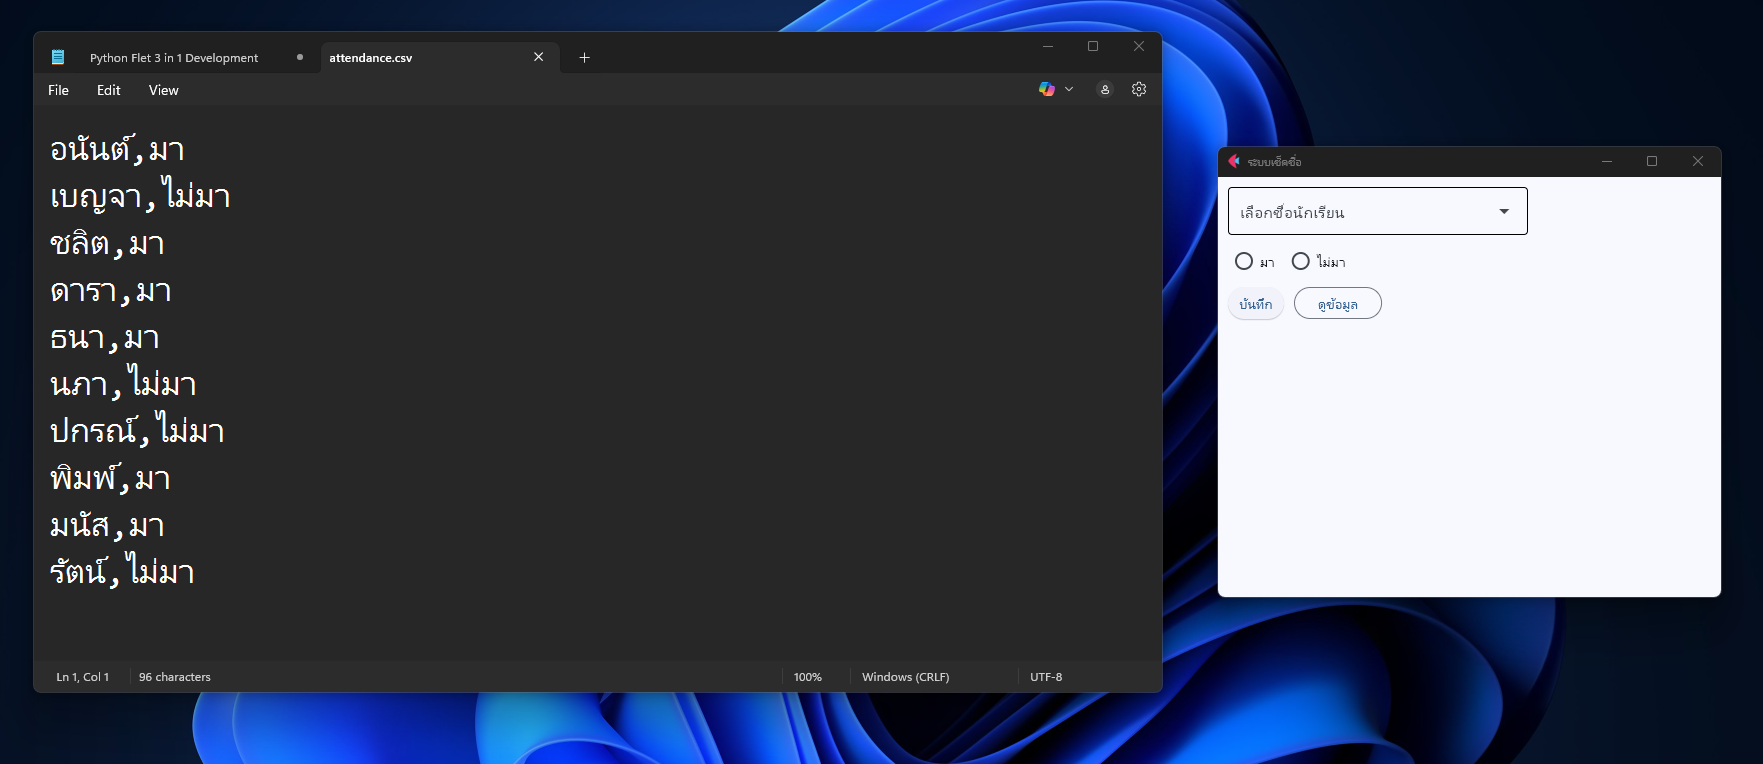 Python Flet 3 in 1 Development
attendance.csv
File Edit View
อนันต์,มา
เบญจา,ไม่มา
ชลิต,มา
ดารา,มา
ธนา,มา
นภา,ไม่มา
ปกรณ์,ไม่มา
พิมพ์,มา
มนัส,มา
รัตน์,ไม่มา
Ln 1, Col 1 96 characters 100% Windows (CRLF) UTF-8
ระบบเช็คชื่อ
เลือกชื่อนักเรียน
มา ไม่มา
บันทึก ดูข้อมูล